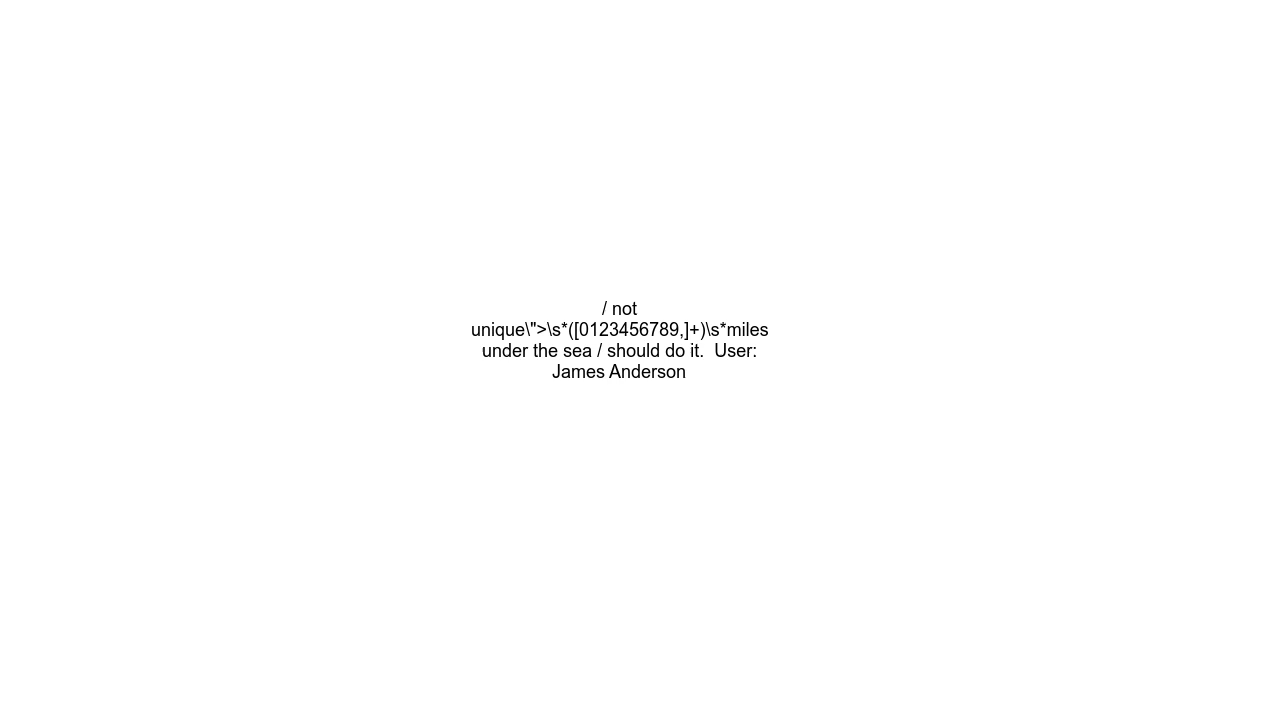 / not
unique\">\s*([0123456789,]+)\s*miles
under the sea / should do it.  User:
James Anderson